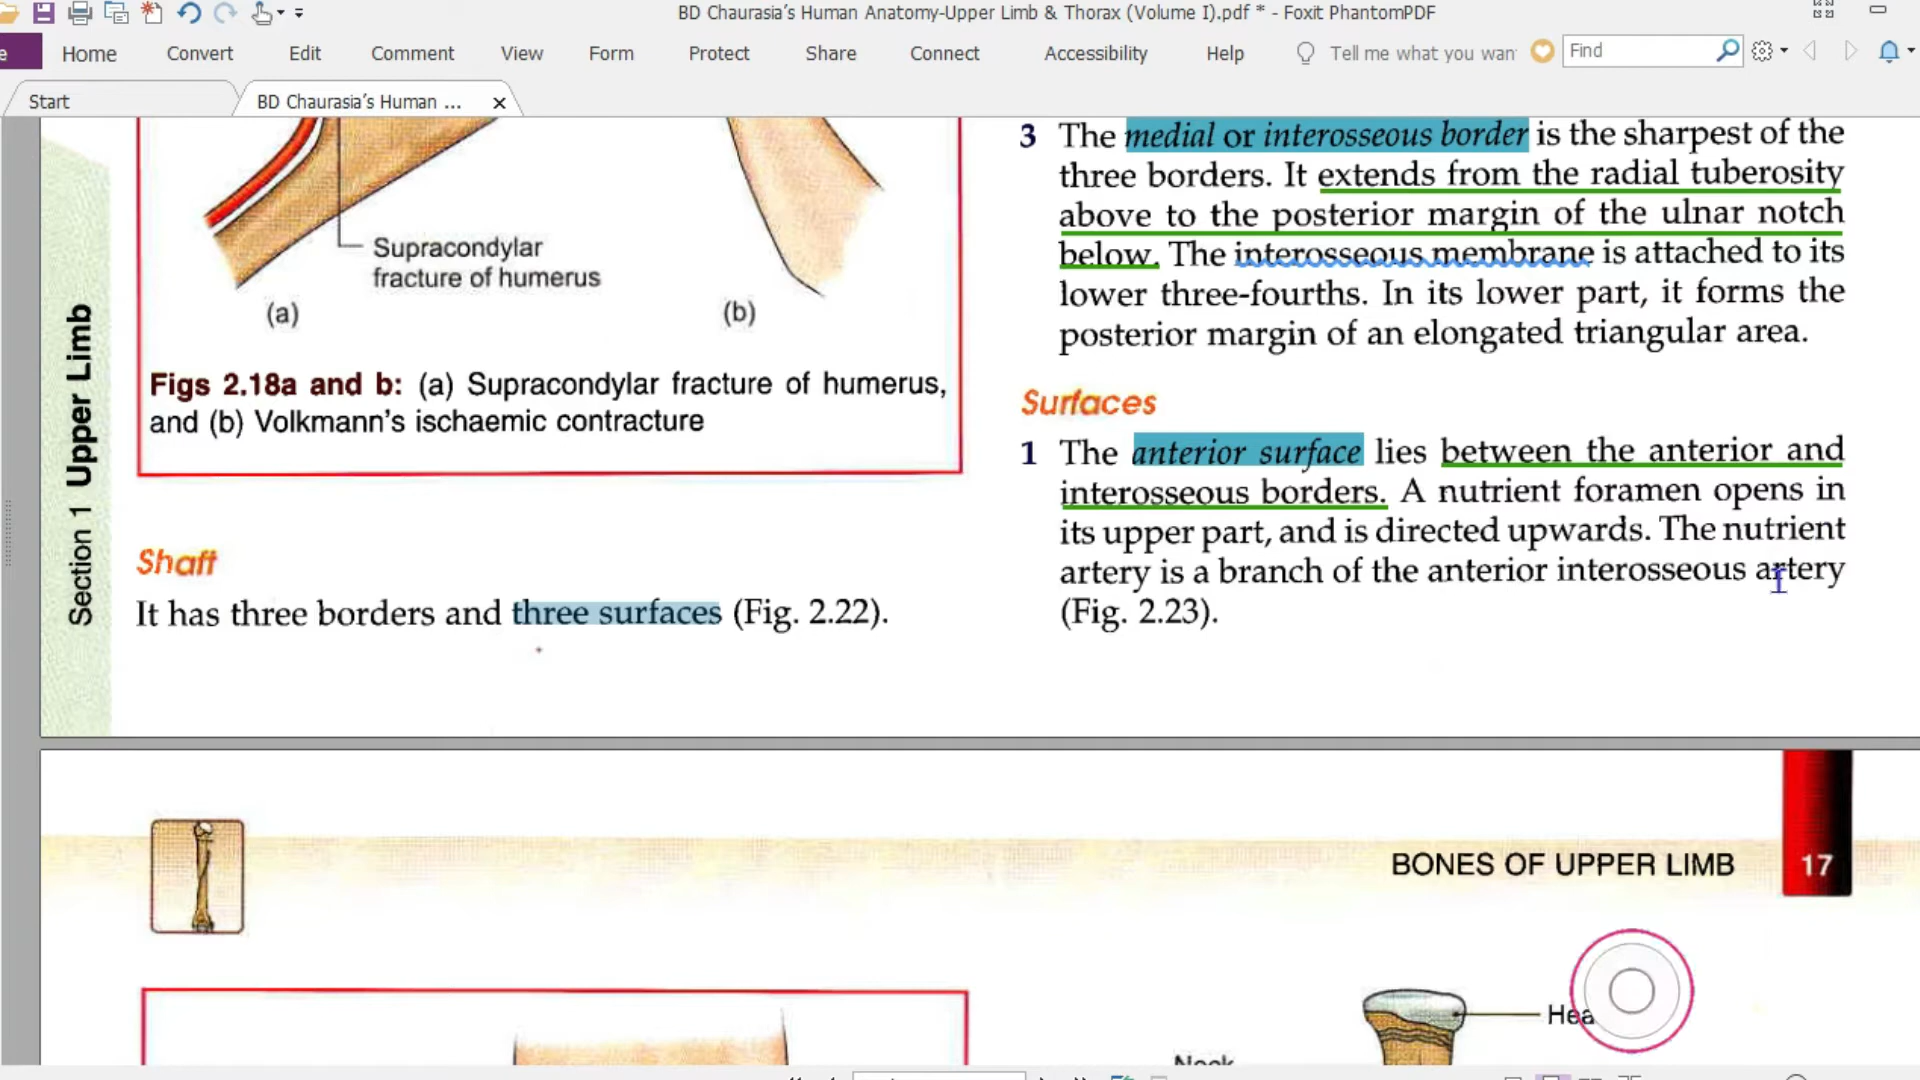 BD Chaurasia's Human Anatomy-Upper Limb & Thorax (Volume I).pdf * - Foxit PhantomPDF
e Home Convert Edit Comment View Form Protect Share Connect Accessibility Help Tell me what you wan Find
Start BD Chaurasia's Human ...
Section 1 Upper Limb
Supracondylar
fracture of humerus
(a) (b)
Figs 2.18a and b: (a) Supracondylar fracture of humerus,
and (b) Volkmann's ischaemic contracture
Shaft
It has three borders and three surfaces (Fig. 2.22).
3 The medial or interosseous border is the sharpest of the
three borders. It extends from the radial tuberosity
above to the posterior margin of the ulnar notch
below. The interosseous membrane is attached to its
lower three-fourths. In its lower part, it forms the
posterior margin of an elongated triangular area.
Surfaces
1 The anterior surface lies between the anterior and
interosseous borders. A nutrient foramen opens in
its upper part, and is directed upwards. The nutrient
artery is a branch of the anterior interosseous artery
(Fig. 2.23).
BONES OF UPPER LIMB 17
Hea
Neck